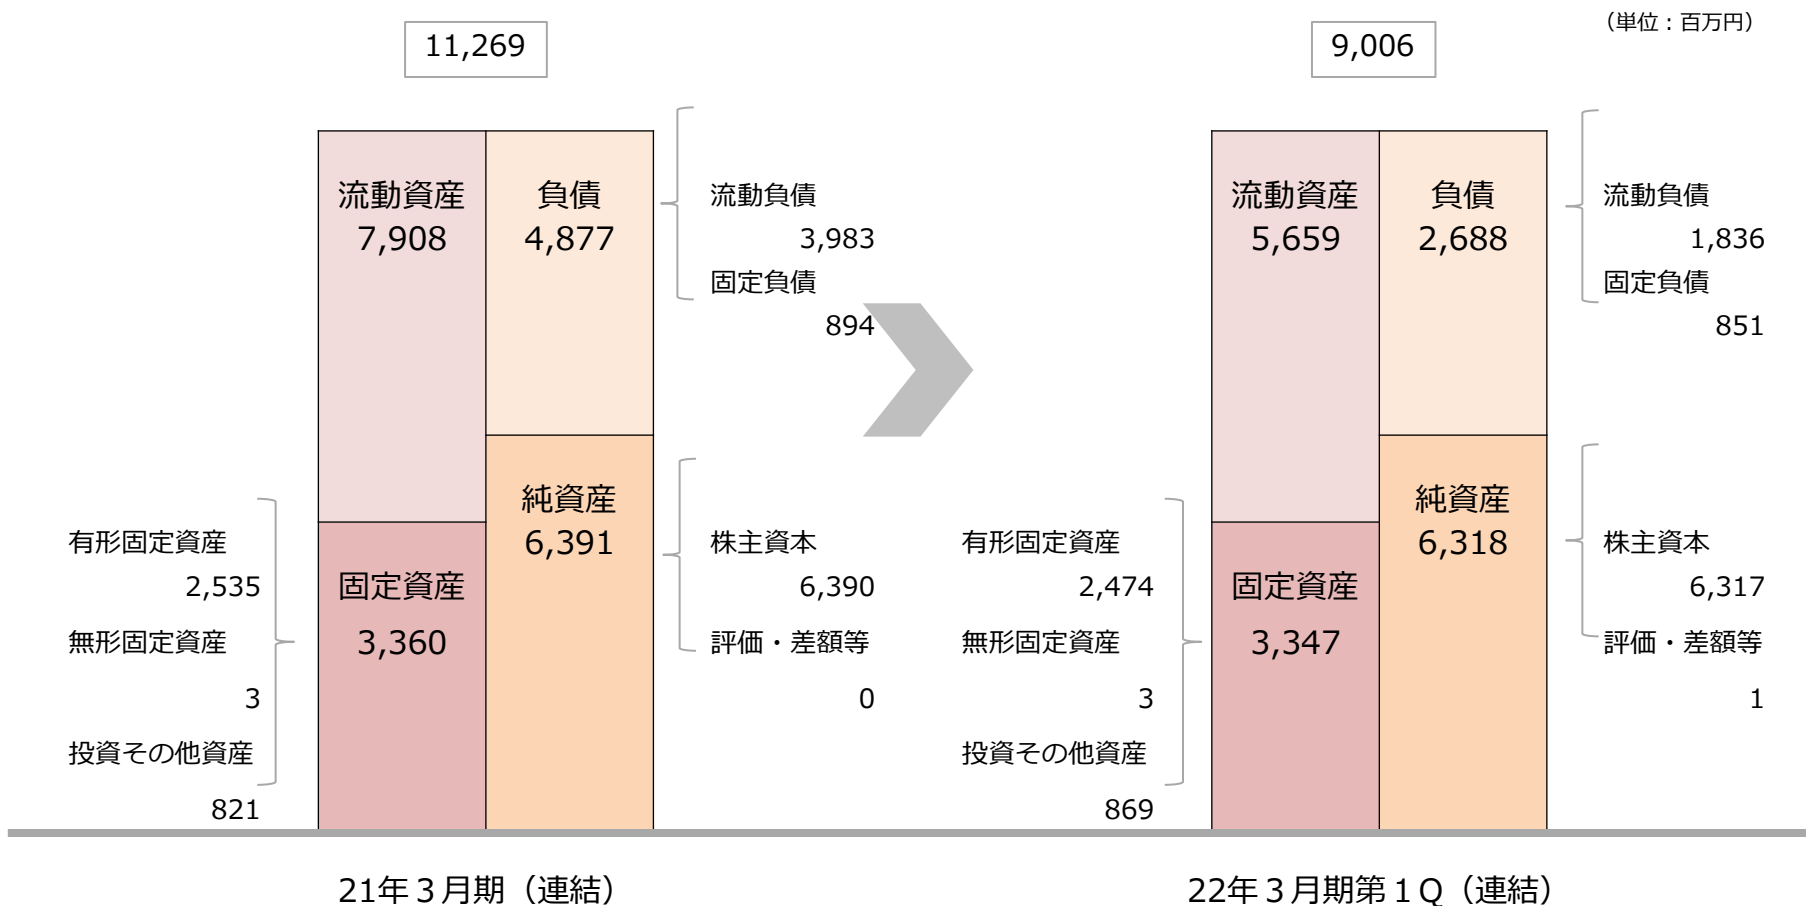 （単位：百万円）
11,269
9,006
流動資産
7,908
負債
4,877
流動負債
3,983
固定負債
894
純資産
6,391
株主資本
6,390
評価・差額等
0
有形固定資産
2,535
無形固定資産
3
投資その他資産
821
固定資産
3,360
流動資産
5,659
負債
2,688
流動負債
1,836
固定負債
851
純資産
6,318
株主資本
6,317
評価・差額等
1
有形固定資産
2,474
無形固定資産
3
投資その他資産
869
固定資産
3,347
21年３月期（連結）
22年３月期第１Q（連結）